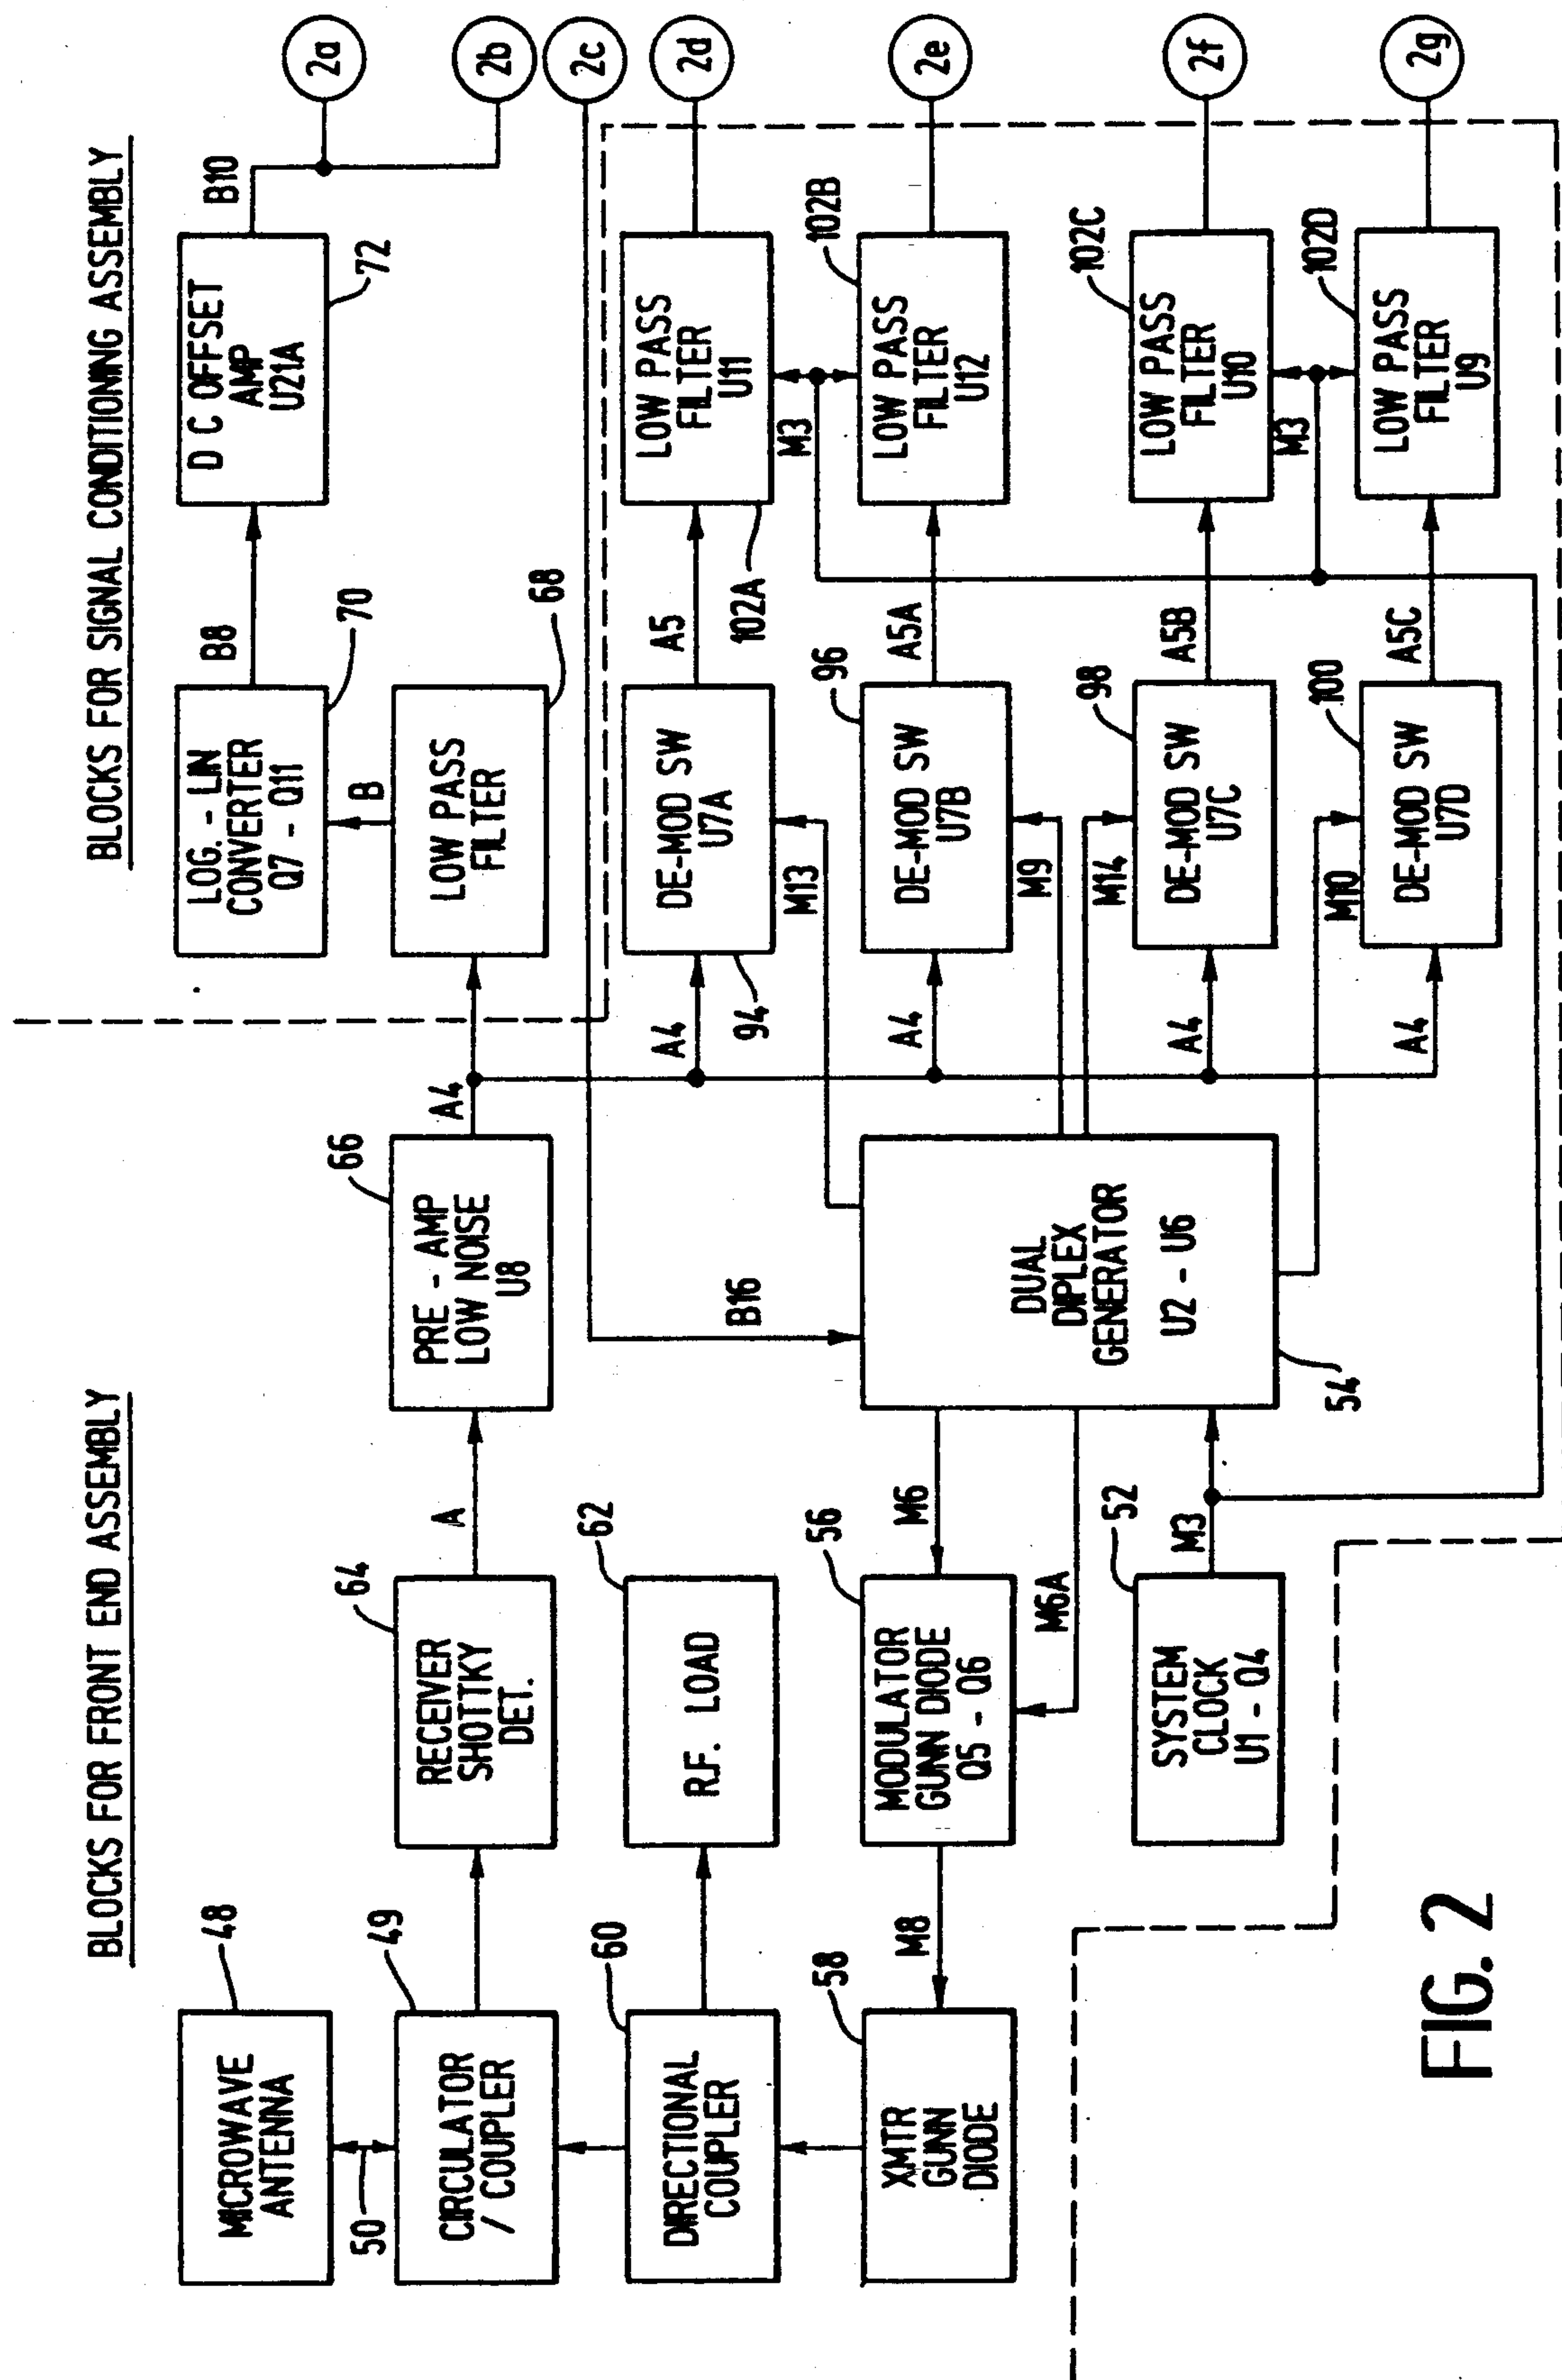 BLOCKS FOR FRONT END ASSEMBLY
BLOCKS FOR SIGNAL CONDITIONING ASSEMBLY
48
MICROWAVE
ANTENNA
50
49
CIRCULATOR
/ COUPLER
60
DIRECTIONAL
COUPLER
58
XMTR
GUNN
DIODE
M8
64
RECEIVER
SHOTTKY
DET.
A
62
R.F. LOAD
56
MODULATOR
GUNN DIODE
Q5 - Q6
M6
M6A
52
SYSTEM
CLOCK
U1 - Q4
M3
66
PRE - AMP
LOW NOISE
U8
A4
B16
DUAL
DIPLEX
GENERATOR
U2 - U6
54
LOG. - LIN
CONVERTER
Q7 - Q11
70
B8
B
LOW PASS
FILTER
68
D C OFFSET
AMP
U21A
72
B10
2a
2b
2c
A4
94
DE-MOD SW
U7A
M13
A5
102A
LOW PASS
FILTER
U11
M3
2d
A4
96
DE-MOD SW
U7B
M9
A5A
102B
LOW PASS
FILTER
U12
2e
A4
98
DE-MOD SW
U7C
M14
A5B
102C
LOW PASS
FILTER
U10
M3
2f
A4
100
DE-MOD SW
U7D
M10
A5C
102D
LOW PASS
FILTER
U9
2g
FIG. 2